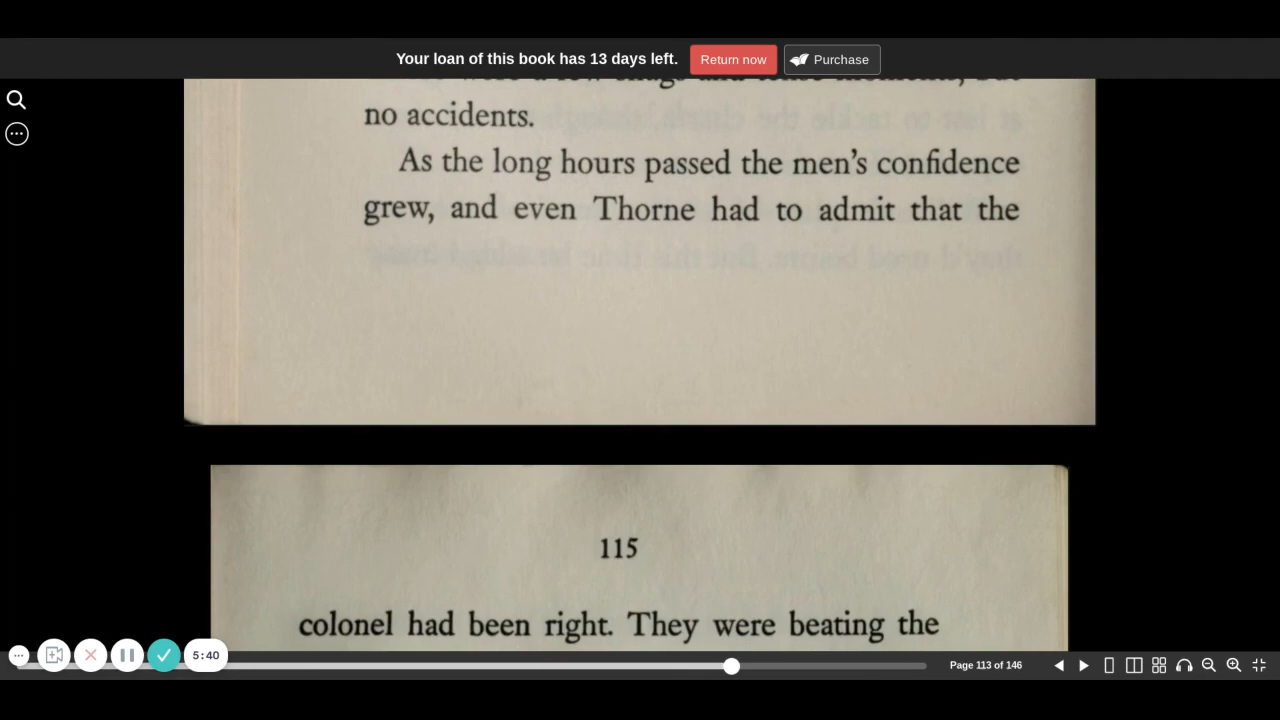 Your loan of this book has 13 days left. Return now Purchase
no accidents.
As the long hours passed the men's confidence
grew, and even Thorne had to admit that the
115
colonel had been right. They were beating the
5:40
Page 113 of 146